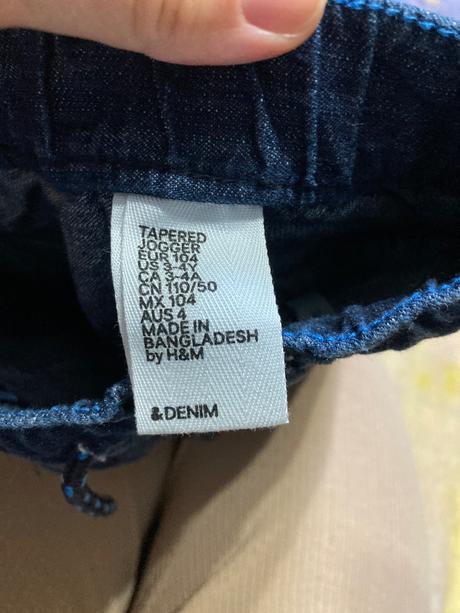 TAPERED
JOGGER
EUR 104
US 3-4Y
CA 3-4A
CN 110/50
MX 104
AUS 4
MADE IN
BANGLADESH
by H&M
&DENIM